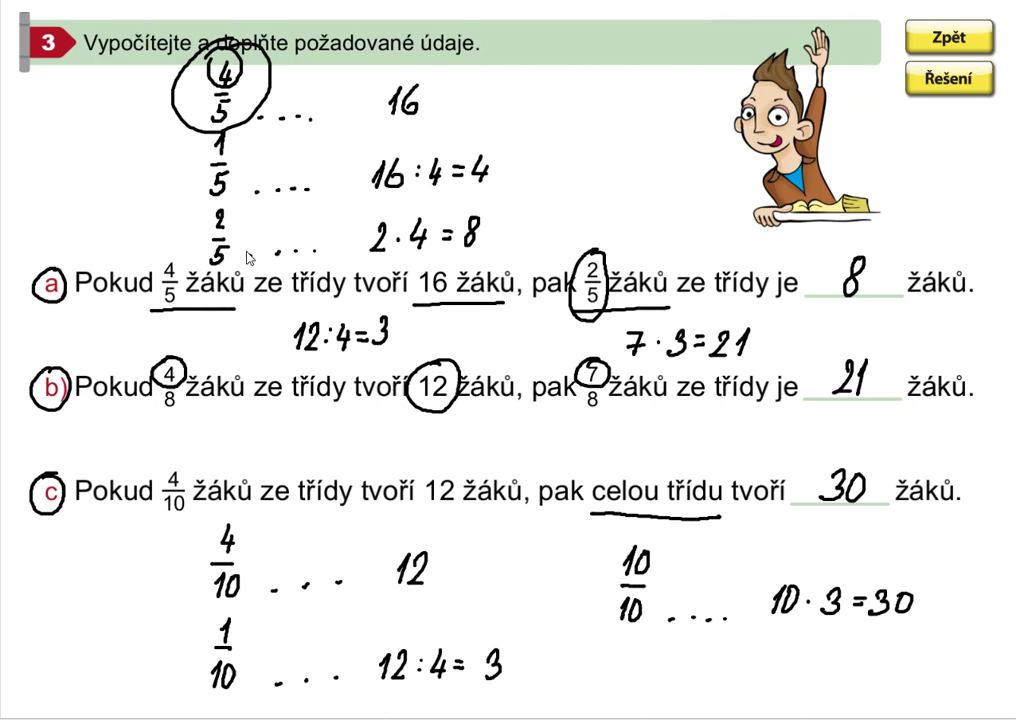 3 Vypočítejte a doplňte požadované údaje.
Zpět
Řešení
4/5 .... 16
1/5 .... 16 : 4 = 4
2/5 ... 2 · 4 = 8
a) Pokud 4/5 žáků ze třídy tvoří 16 žáků, pak 2/5 žáků ze třídy je 8 žáků.
12 : 4 = 3 7 · 3 = 21
b) Pokud 4/8 žáků ze třídy tvoří 12 žáků, pak 7/8 žáků ze třídy je 21 žáků.
c) Pokud 4/10 žáků ze třídy tvoří 12 žáků, pak celou třídu tvoří 30 žáků.
4/10 ... 12
10/10 .... 10 · 3 = 30
1/10 ... 12 : 4 = 3